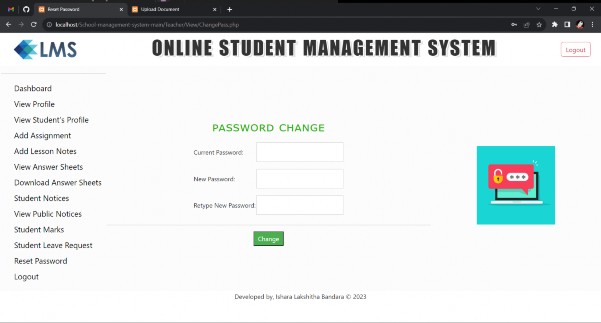 Reset Password
Upload Document
localhost/School-management-system-main/Teacher/View/ChangePass.php
LMS
ONLINE STUDENT MANAGEMENT SYSTEM
Logout
Dashboard
View Profile
View Student's Profile
Add Assignment
Add Lesson Notes
View Answer Sheets
Download Answer Sheets
Student Notices
View Public Notices
Student Marks
Student Leave Request
Reset Password
Logout
PASSWORD CHANGE
Current Password:
New Password:
Retype New Password:
Change
Developed by, Ishara Lakshitha Bandara © 2023